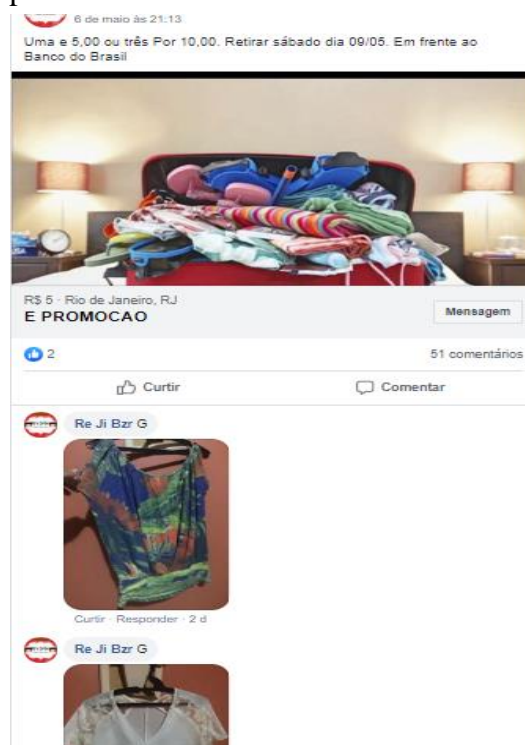 p
6 de maio às 21:13
Uma e 5,00 ou três Por 10,00. Retirar sábado dia 09/05. Em frente ao
Banco do Brasil
R$ 5 · Rio de Janeiro, RJ
E PROMOCAO
Mensagem
2
51 comentários
Curtir
Comentar
Re Ji Bzr G
Curtir · Responder · 2 d
Re Ji Bzr G